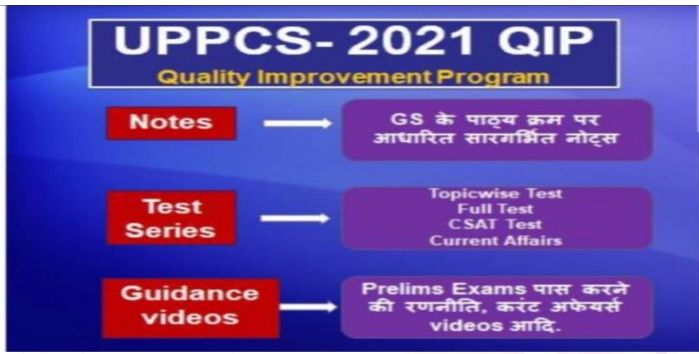 UPPCS- 2021 QIP
Quality Improvement Program
Notes
GS के पाठ्य क्रम पर
आधारित सारगर्भित नोट्स
Test
Series
Topicwise Test
Full Test
CSAT Test
Current Affairs
Guidance
videos
Prelims Exams पास करने
की रणनीति, करंट अफेयर्स
videos आदि.